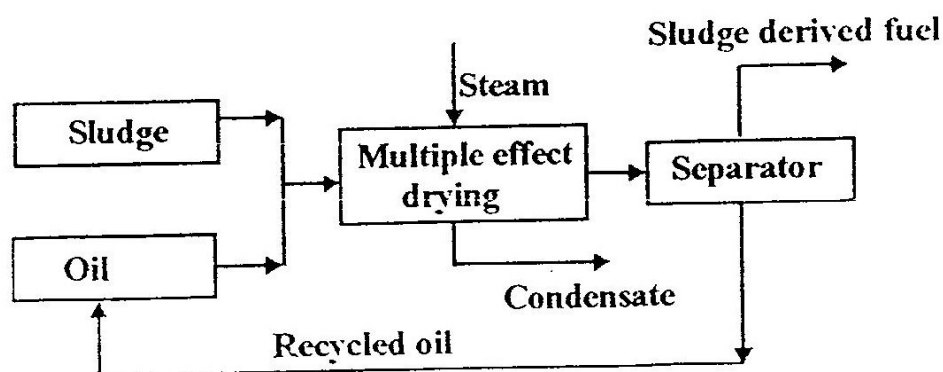 Sludge derived fuel
Steam
Sludge
Multiple effect
drying
Separator
Oil
Condensate
Recycled oil